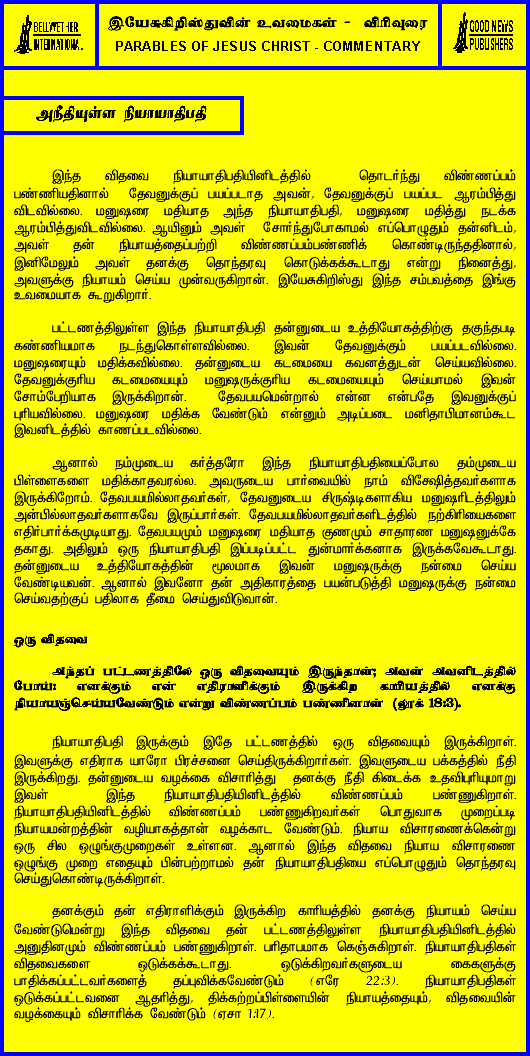 BELLWETHER
INTERNATIONAL
இயேசுகிறிஸ்துவின் உவமைகள் - விரிவுரை
PARABLES OF JESUS CHRIST - COMMENTARY
GOOD NEWS
PUBLISHERS
அநீதியுள்ள நியாயாதிபதி
இந்த விதவை நியாயாதிபதியினிடத்தில் தொடர்ந்து விண்ணப்பம்
பண்ணியதினால் தேவனுக்குப் பயப்படாத அவன், தேவனுக்குப் பயப்பட ஆரம்பித்து
விடவில்லை. மனுஷரை மதியாத அந்த நியாயாதிபதி, மனுஷரை மதித்து நடக்க
ஆரம்பித்துவிடவில்லை. ஆயினும் அவள் சோர்ந்துபோகாமல் எப்பொழுதும் தன்னிடம்,
அவள் தன் நியாயத்தைப்பற்றி விண்ணப்பம்பண்ணிக் கொண்டிருந்ததினால்,
இனிமேலும் அவள் தனக்கு தொந்தரவு கொடுக்கக்கூடாது என்று நினைத்து,
அவளுக்கு நியாயம் செய்ய முன்வருகிறான். இயேசுகிறிஸ்து இந்த சம்பவத்தை இங்கு
உவமையாக கூறுகிறார்.
பட்டணத்திலுள்ள இந்த நியாயாதிபதி தன்னுடைய உத்தியோகத்திற்கு தகுந்தபடி
கண்ணியமாக நடந்துகொள்ளவில்லை. இவன் தேவனுக்கும் பயப்படவில்லை.
மனுஷரையும் மதிக்கவில்லை. தன்னுடைய கடமையை கவனத்துடன் செய்யவில்லை.
தேவனுக்குரிய கடமையையும் மனுஷருக்குரிய கடமையையும் செய்யாமல் இவன்
சோம்பேறியாக இருக்கிறான். தேவபயமென்றால் என்ன என்பதே இவனுக்குப்
புரியவில்லை. மனுஷரை மதிக்க வேண்டும் என்னும் அடிப்படை மனிதாபிமானம்கூட
இவனிடத்தில் காணப்படவில்லை.
ஆனால் நம்முடைய கர்த்தரோ இந்த நியாயாதிபதியைப்போல தம்முடைய
பிள்ளைகளை மதிக்காதவரல்ல. அவருடைய பார்வையில் நாம் விசேஷித்தவர்களாக
இருக்கிறோம். தேவபயமில்லாதவர்கள், தேவனுடைய சிருஷ்டிகளாகிய மனுஷரிடத்திலும்
அன்பில்லாதவர்களாகவே இருப்பார்கள். தேவபயமில்லாதவர்களிடத்தில் நற்கிரியைகளை
எதிர்பார்க்கமுடியாது. தேவபயமும் மனுஷரை மதியாத குணமும் சாதாரண மனுஷனுக்கே
தகாது. அதிலும் ஒரு நியாயாதிபதி இப்படிப்பட்ட துன்மார்க்கனாக இருக்கவேகூடாது.
தன்னுடைய உத்தியோகத்தின் மூலமாக இவன் மனுஷருக்கு நன்மை செய்ய
வேண்டியவன். ஆனால் இவனோ தன் அதிகாரத்தை பயன்படுத்தி மனுஷருக்கு நன்மை
செய்வதற்குப் பதிலாக தீமை செய்துவிடுவான்.
ஒரு விதவை
அந்தப் பட்டணத்திலே ஒரு விதவையும் இருந்தாள்; அவள் அவனிடத்தில்
போய்: எனக்கும் என் எதிராளிக்கும் இருக்கிற காரியத்தில் எனக்கு
நியாயஞ்செய்யவேண்டும் என்று விண்ணப்பம் பண்ணினாள் (லூக் 18:3).
நியாயாதிபதி இருக்கும் இதே பட்டணத்தில் ஒரு விதவையும் இருக்கிறாள்.
இவளுக்கு எதிராக யாரோ பிரச்சனை செய்திருக்கிறார்கள். இவளுடைய பக்கத்தில் நீதி
இருக்கிறது. தன்னுடைய வழக்கை விசாரித்து தனக்கு நீதி கிடைக்க உதவிபுரியுமாறு
இவள் இந்த நியாயாதிபதியினிடத்தில் விண்ணப்பம் பண்ணுகிறாள்.
நியாயாதிபதியினிடத்தில் விண்ணப்பம் பண்ணுகிறவர்கள் பொதுவாக முறைப்படி
நியாயமன்றத்தின் வழியாகத்தான் வழக்காட வேண்டும். நியாய விசாரணைக்கென்று
ஒரு சில ஒழுங்குமுறைகள் உள்ளன. ஆனால் இந்த விதவை நியாய விசாரணை
ஒழுங்கு முறை எதையும் பின்பற்றாமல் தன் நியாயாதிபதியை எப்பொழுதும் தொந்தரவு
செய்துகொண்டிருக்கிறாள்.
தனக்கும் தன் எதிராளிக்கும் இருக்கிற காரியத்தில் தனக்கு நியாயம் செய்ய
வேண்டுமென்று இந்த விதவை தன் பட்டணத்திலுள்ள நியாயாதிபதியினிடத்தில்
அனுதினமும் விண்ணப்பம் பண்ணுகிறாள். பரிதாபமாக கெஞ்சுகிறாள். நியாயாதிபதிகள்
விதவைகளை ஒடுக்கக்கூடாது. ஒடுக்கிறவர்களுடைய கைகளுக்கு
பாதிக்கப்பட்டவர்களைத் தப்புவிக்கவேண்டும் (எரே 22:3). நியாயாதிபதிகள்
ஒடுக்கப்பட்டவனை ஆதரித்து, திக்கற்றப்பிள்ளையின் நியாயத்தையும், விதவையின்
வழக்கையும் விசாரிக்க வேண்டும் (ஏசா 1:17).